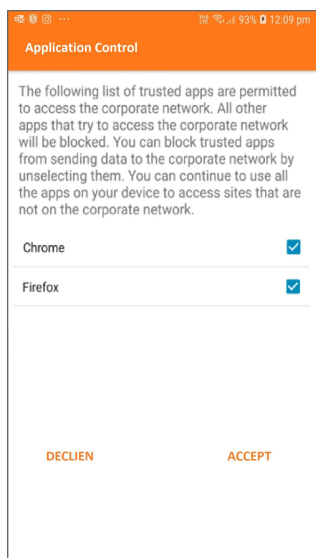 93% 12:09 pm
Application Control
The following list of trusted apps are permitted
to access the corporate network. All other
apps that try to access the corporate network
will be blocked. You can block trusted apps
from sending data to the corporate network by
unselecting them. You can continue to use all
the apps on your device to access sites that are
not on the corporate network.
Chrome
Firefox
DECLIEN ACCEPT